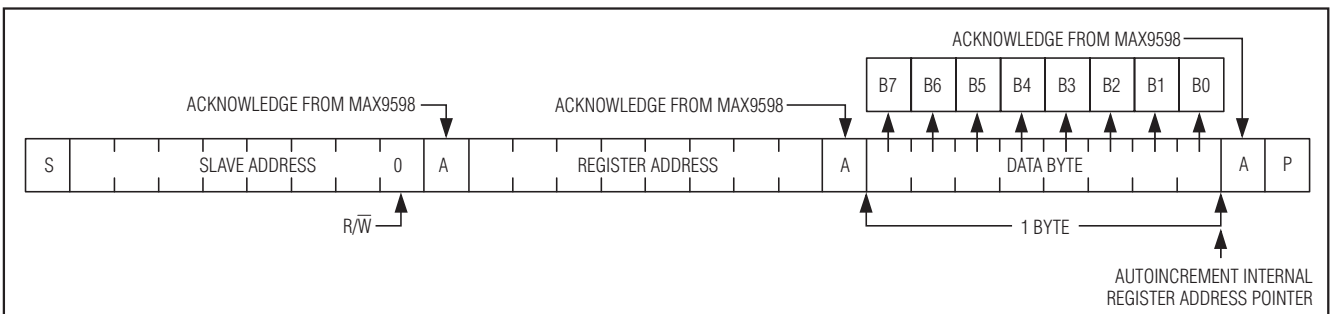 ACKNOWLEDGE FROM MAX9598
B7 B6 B5 B4 B3 B2 B1 B0
ACKNOWLEDGE FROM MAX9598
ACKNOWLEDGE FROM MAX9598
S SLAVE ADDRESS 0 A REGISTER ADDRESS A DATA BYTE A P
R/W̅
1 BYTE
AUTOINCREMENT INTERNAL
REGISTER ADDRESS POINTER